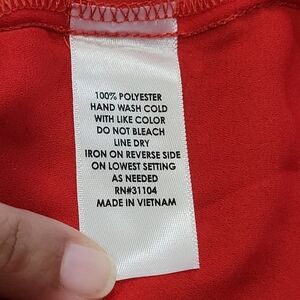 100% POLYESTER
HAND WASH COLD
WITH LIKE COLOR
DO NOT BLEACH
LINE DRY
IRON ON REVERSE SIDE
ON LOWEST SETTING
AS NEEDED
RN#31104
MADE IN VIETNAM